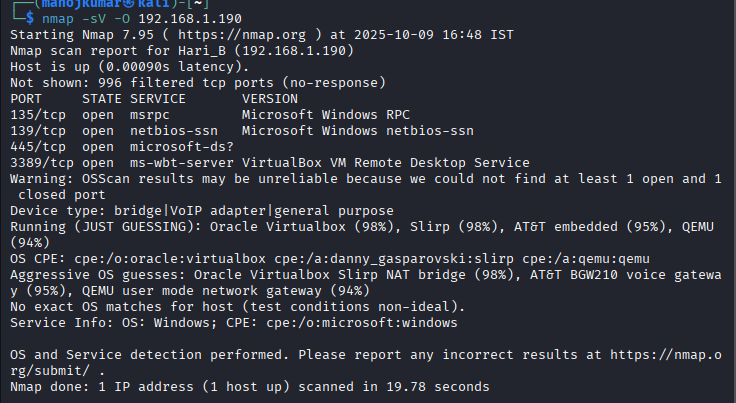 (manojkumar㉿kali)-[~]
└─$ nmap -sV -O 192.168.1.190
Starting Nmap 7.95 ( https://nmap.org ) at 2025-10-09 16:48 IST
Nmap scan report for Hari_B (192.168.1.190)
Host is up (0.00090s latency).
Not shown: 996 filtered tcp ports (no-response)
PORT     STATE SERVICE       VERSION
135/tcp  open  msrpc         Microsoft Windows RPC
139/tcp  open  netbios-ssn   Microsoft Windows netbios-ssn
445/tcp  open  microsoft-ds?
3389/tcp open  ms-wbt-server VirtualBox VM Remote Desktop Service
Warning: OSScan results may be unreliable because we could not find at least 1 open and 1
 closed port
Device type: bridge|VoIP adapter|general purpose
Running (JUST GUESSING): Oracle Virtualbox (98%), Slirp (98%), AT&T embedded (95%), QEMU
(94%)
OS CPE: cpe:/o:oracle:virtualbox cpe:/a:danny_gasparovski:slirp cpe:/a:qemu:qemu
Aggressive OS guesses: Oracle Virtualbox Slirp NAT bridge (98%), AT&T BGW210 voice gatewa
y (95%), QEMU user mode network gateway (94%)
No exact OS matches for host (test conditions non-ideal).
Service Info: OS: Windows; CPE: cpe:/o:microsoft:windows

OS and Service detection performed. Please report any incorrect results at https://nmap.o
rg/submit/ .
Nmap done: 1 IP address (1 host up) scanned in 19.78 seconds